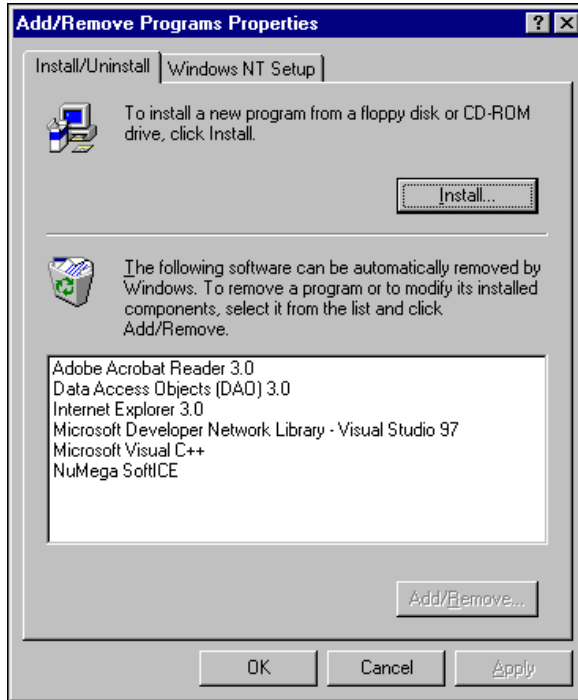 Add/Remove Programs Properties
Install/Uninstall
Windows NT Setup
To install a new program from a floppy disk or CD-ROM
drive, click Install.
Install...
The following software can be automatically removed by
Windows. To remove a program or to modify its installed
components, select it from the list and click
Add/Remove.
Adobe Acrobat Reader 3.0
Data Access Objects (DAO) 3.0
Internet Explorer 3.0
Microsoft Developer Network Library - Visual Studio 97
Microsoft Visual C++
NuMega SoftICE
Add/Remove...
OK
Cancel
Apply